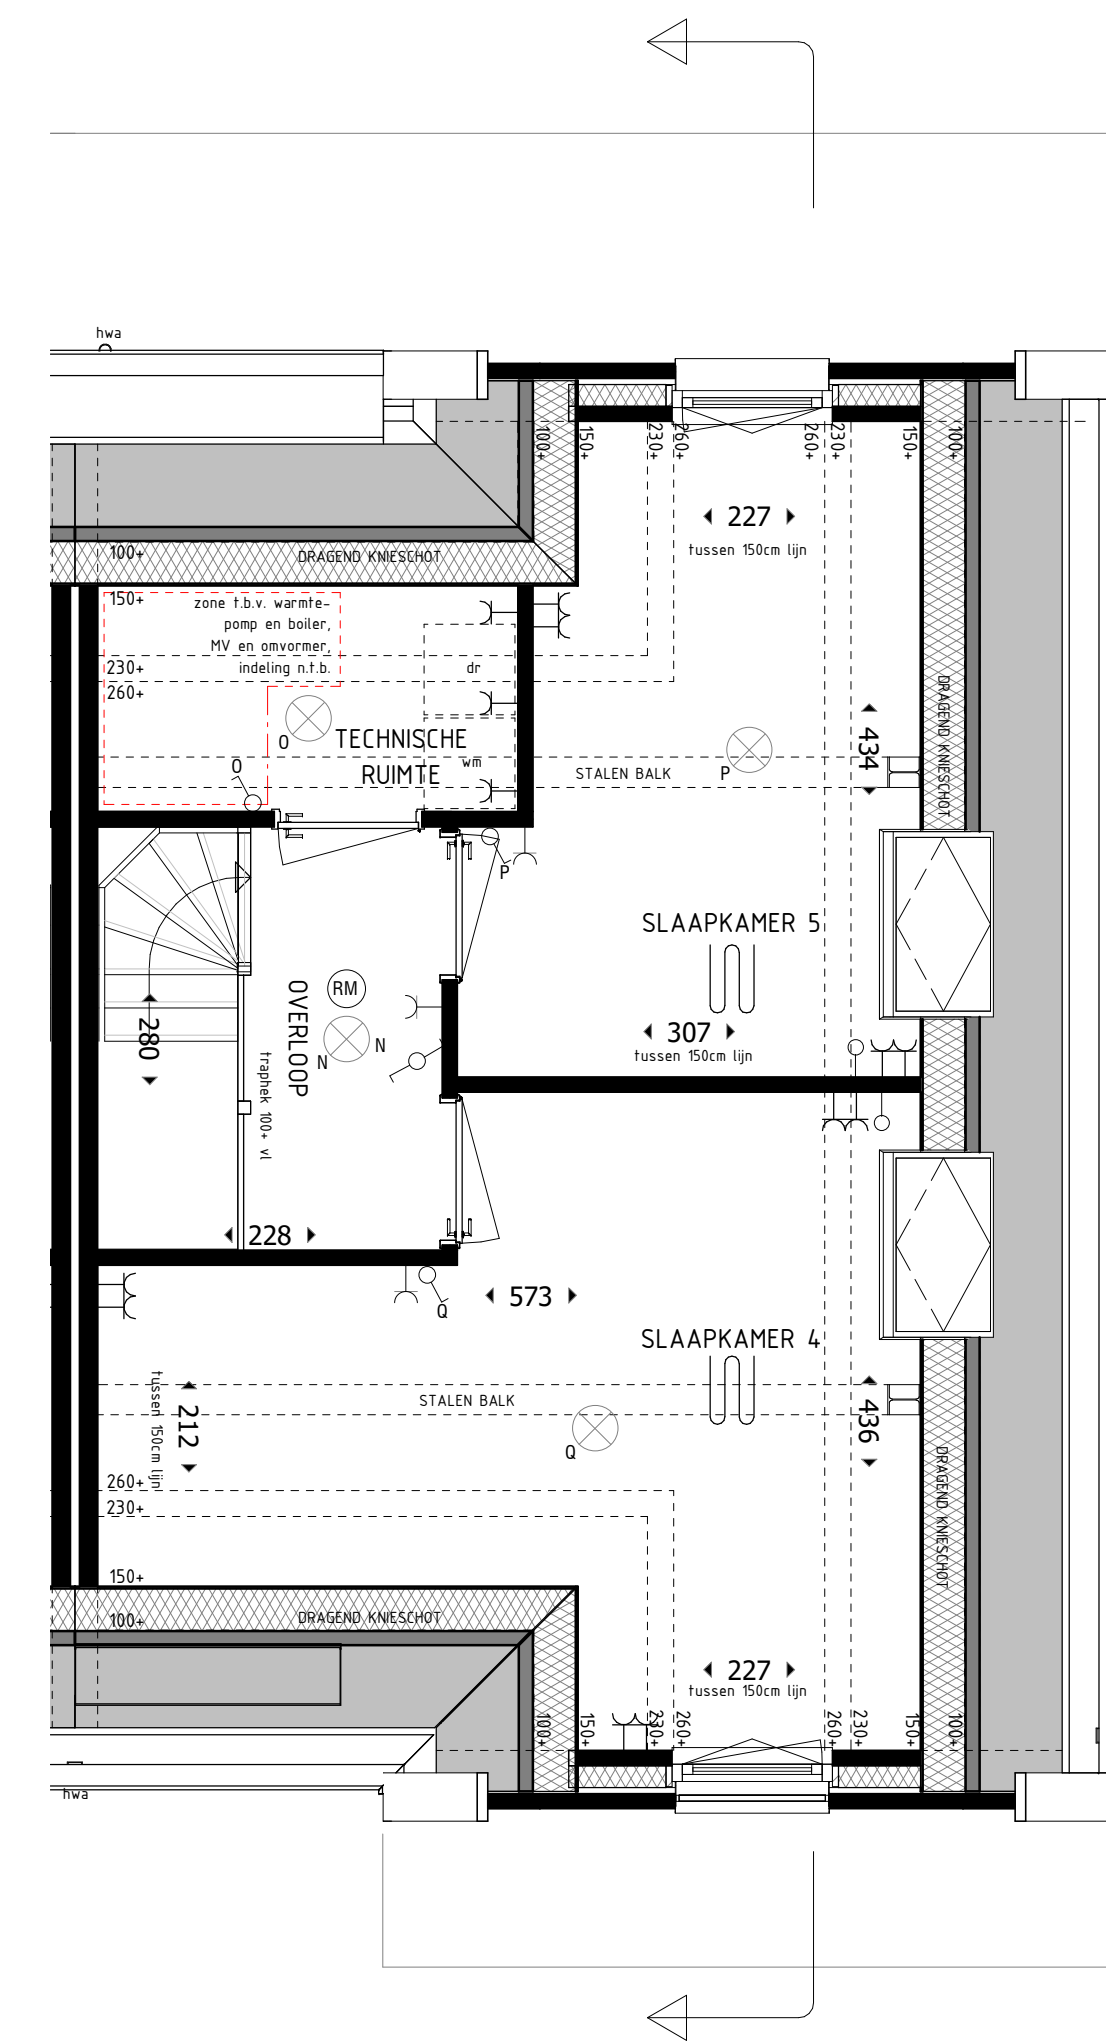 hwa
100+
150+
230+
260+
260+
230+
150+
100+
227
tussen 150cm lijn
100+
DRAGEND KNIESCHOT
150+
zone t.b.v. warmte-
pomp en boiler,
MV en omvormer,
indeling n.t.b.
230+
260+
dr
DRAGEND KNIESCHOT
434
O
TECHNISCHE
RUIMTE
wm
O
STALEN BALK
P
P
SLAAPKAMER 5
OVERLOOP
RM
N
N
280
traphek 100+ vl
307
tussen 150cm lijn
228
573
Q
SLAAPKAMER 4
tussen 150cm lijn
212
STALEN BALK
Q
436
DRAGEND KNIESCHOT
260+
230+
150+
100+
DRAGEND KNIESCHOT
227
tussen 150cm lijn
100+
150+
230+
260+
260+
230+
150+
100+
hwa